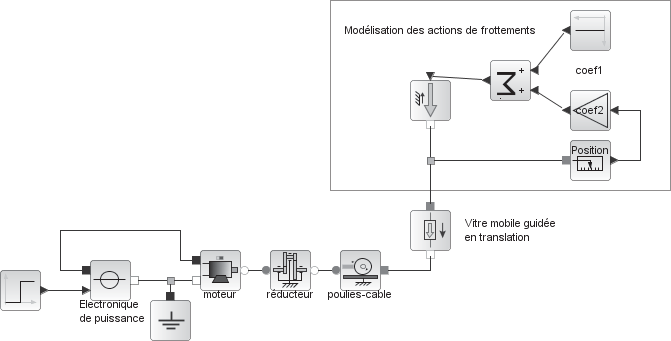 Modélisation des actions de frottements
coef1
Σ
+
+
coef2
Position
Vitre mobile guidée
en translation
moteur
réducteur
poulies-cable
Electronique
de puissance